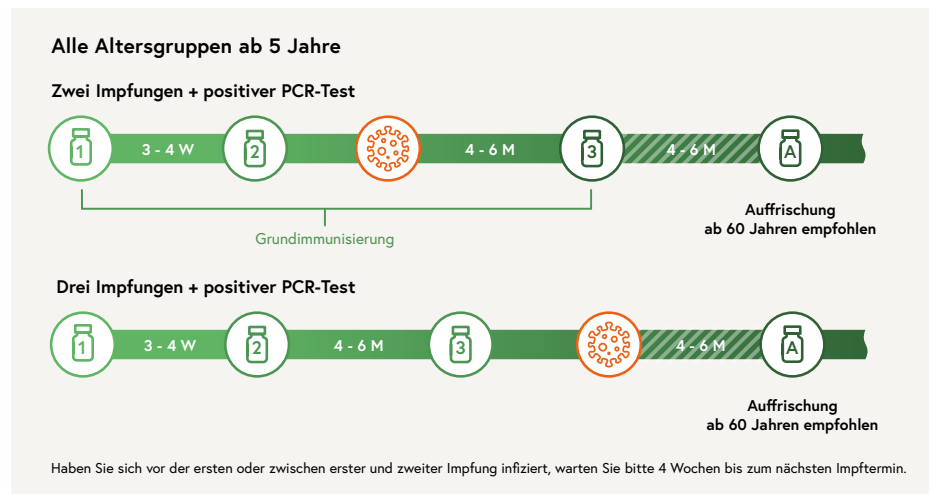 Alle Altersgruppen ab 5 Jahre
Zwei Impfungen + positiver PCR-Test
1 3 - 4 W 2 4 - 6 M 3 4 - 6 M A
Auffrischung
ab 60 Jahren empfohlen
Grundimmunisierung
Drei Impfungen + positiver PCR-Test
1 3 - 4 W 2 4 - 6 M 3 4 - 6 M A
Auffrischung
ab 60 Jahren empfohlen
Haben Sie sich vor der ersten oder zwischen erster und zweiter Impfung infiziert, warten Sie bitte 4 Wochen bis zum nächsten Impftermin.